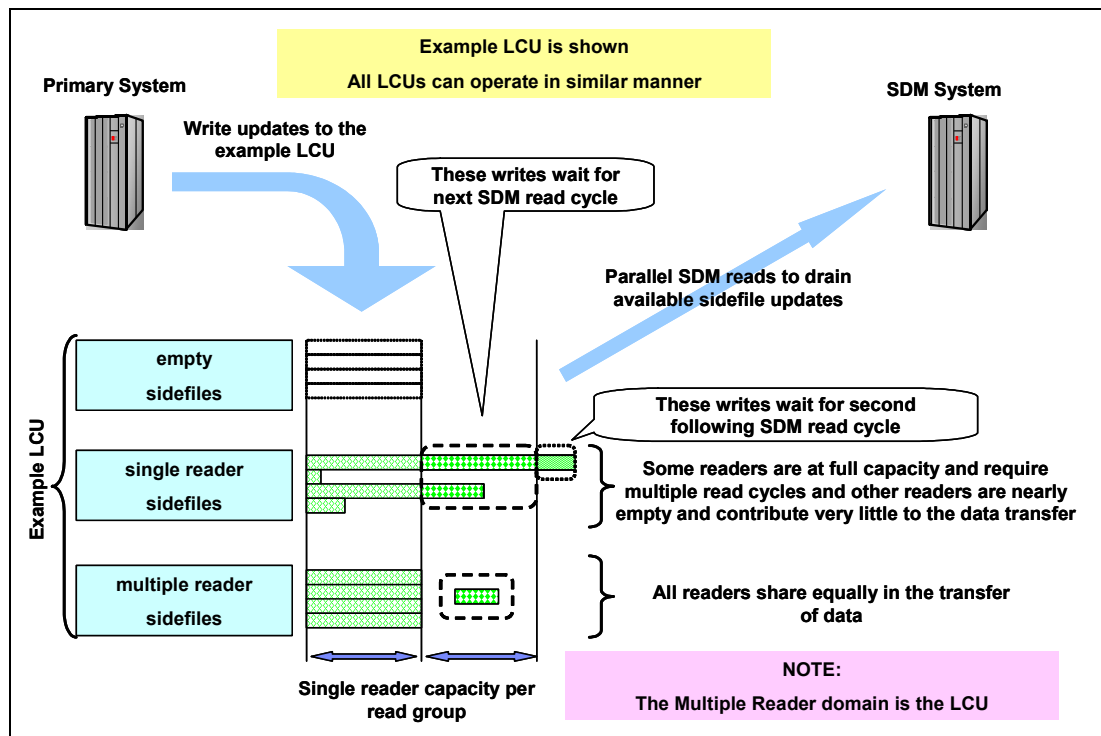 Example LCU is shown
All LCUs can operate in similar manner
Primary System
SDM System
Write updates to the
example LCU
These writes wait for
next SDM read cycle
Parallel SDM reads to drain
available sidefile updates
Example LCU
empty
sidefiles
These writes wait for second
following SDM read cycle
single reader
sidefiles
Some readers are at full capacity and require
multiple read cycles and other readers are nearly
empty and contribute very little to the data transfer
multiple reader
sidefiles
All readers share equally in the transfer
of data
Single reader capacity per
read group
NOTE:
The Multiple Reader domain is the LCU